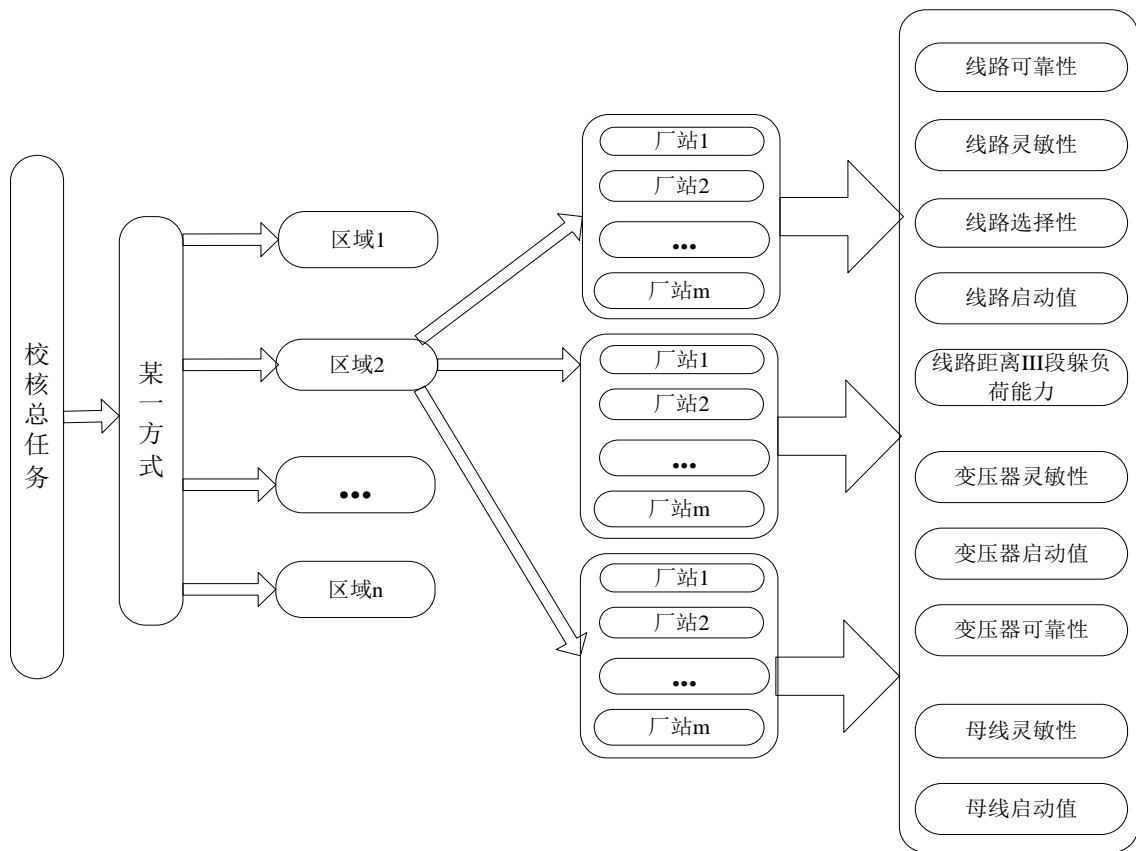 校核总任务
某一方式
区域1
区域2
...
区域n
厂站1
厂站2
...
厂站m
厂站1
厂站2
...
厂站m
厂站1
厂站2
...
厂站m
线路可靠性
线路灵敏性
线路选择性
线路启动值
线路距离III段躲负
荷能力
变压器灵敏性
变压器启动值
变压器可靠性
母线灵敏性
母线启动值